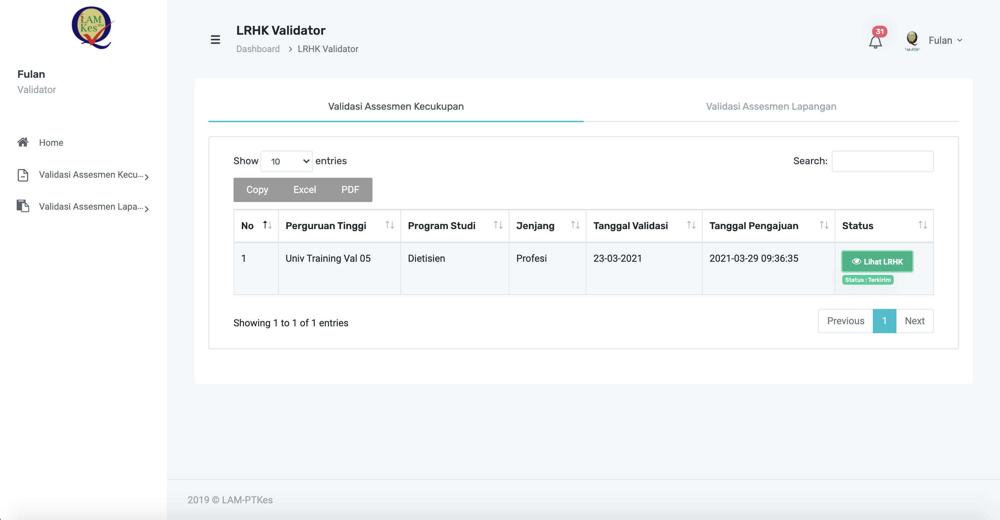 LAM
Kes 2014
Fulan
Validator
Home
Validasi Assesmen Kecu...
Validasi Assesmen Lapa...
LRHK Validator
Dashboard > LRHK Validator
31
LAM
Kes
Fulan
Validasi Assesmen Kecukupan
Validasi Assesmen Lapangan
Show 10 entries
Search:
Copy Excel PDF
No Perguruan Tinggi Program Studi Jenjang Tanggal Validasi Tanggal Pengajuan Status
1 Univ Training Val 05 Dietisien Profesi 23-03-2021 2021-03-29 09:36:35 Lihat LRHK
Status : Terkirim
Showing 1 to 1 of 1 entries
Previous 1 Next
2019 © LAM-PTKes